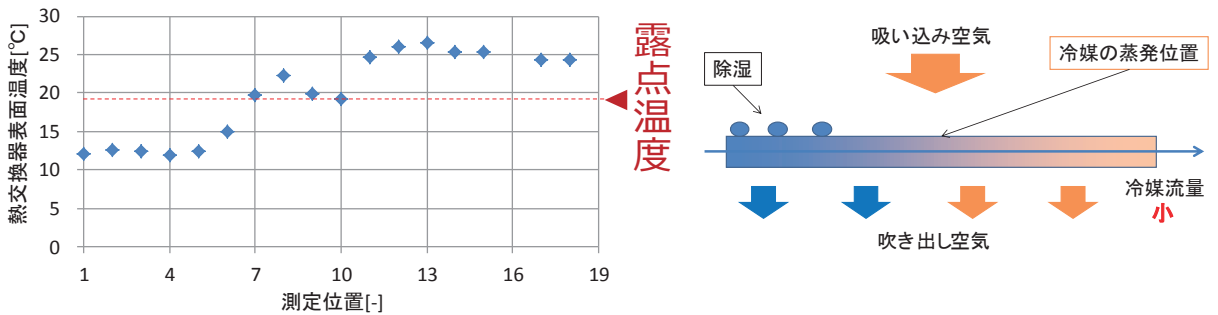 熱交換器表面温度[℃]
30
25
20
15
10
5
0
1 4 7 10 13 16 19
測定位置[-]
露点温度
吸い込み空気
冷媒の蒸発位置
除湿
冷媒流量
小
吹き出し空気